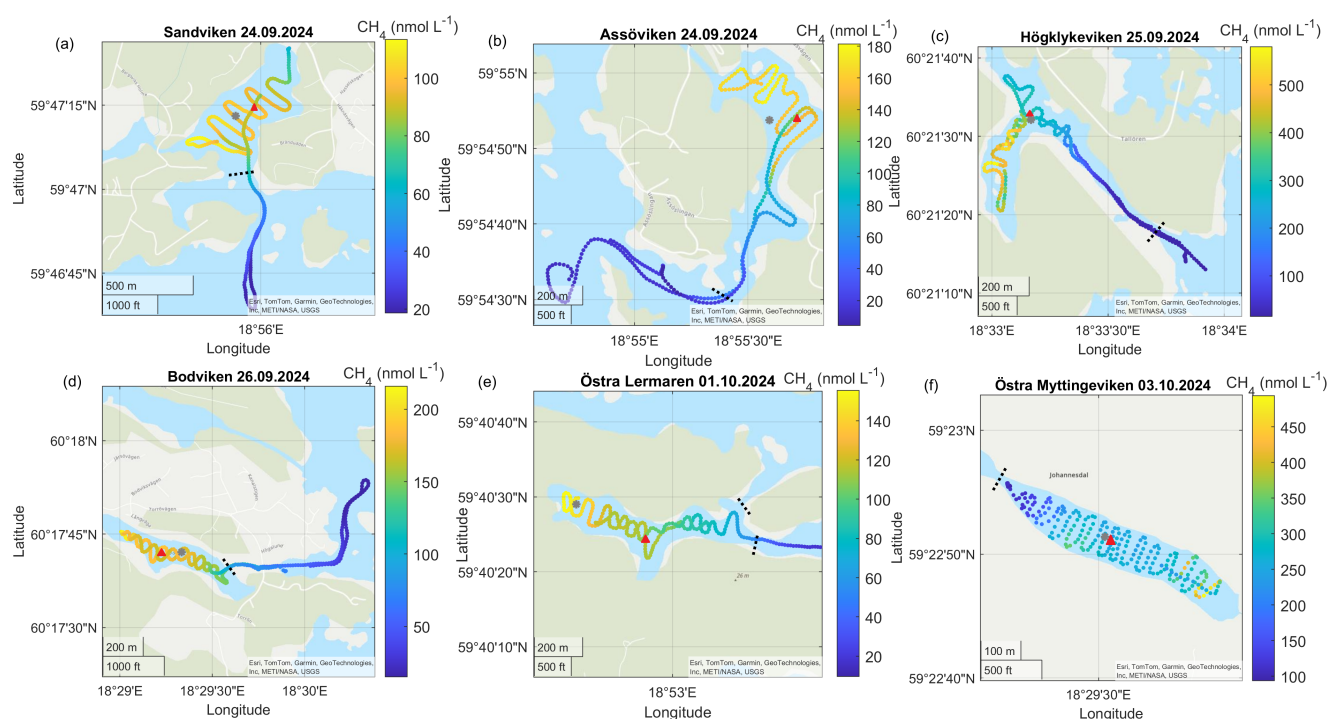 (a)
Sandviken 24.09.2024
CH4 (nmol L-1)
59°47'15"N
59°47'N
59°46'45"N
Latitude
500 m
1000 ft
Esri, TomTom, Garmin, GeoTechnologies,
Inc, METI/NASA, USGS
18°56'E
Longitude
100
80
60
40
20
(b)
Assöviken 24.09.2024
CH4 (nmol L-1)
59°55'N
59°54'50"N
59°54'40"N
59°54'30"N
Latitude
200 m
500 ft
Esri, TomTom, Garmin, GeoTechnologies,
Inc, METI/NASA, USGS
18°55'E
18°55'30"E
Longitude
180
160
140
120
100
80
60
40
20
(c)
Högklykeviken 25.09.2024
CH4 (nmol L-1)
60°21'40"N
60°21'30"N
60°21'20"N
60°21'10"N
Latitude
Tallören
200 m
500 ft
Esri, TomTom, Garmin, GeoTechnologies,
Inc, METI/NASA, USGS
18°33'E
18°33'30"E
18°34'E
Longitude
500
400
300
200
100
(d)
Bodviken 26.09.2024
CH4 (nmol L-1)
60°18'N
60°17'45"N
60°17'30"N
Latitude
Bodviksvägen
200 m
1000 ft
Esri, TomTom, Garmin, GeoTechnologies,
Inc, METI/NASA, USGS
18°29'E
18°29'30"E
18°30'E
Longitude
200
150
100
50
(e)
Östra Lermaren 01.10.2024
CH4 (nmol L-1)
59°40'40"N
59°40'30"N
59°40'20"N
59°40'10"N
Latitude
26 m
200 m
500 ft
Esri, TomTom, Garmin, GeoTechnologies,
Inc, METI/NASA, USGS
18°53'E
Longitude
140
120
100
80
60
40
20
(f)
Östra Myttingeviken 03.10.2024
CH4 (nmol L-1)
59°23'N
59°22'50"N
59°22'40"N
Latitude
Johannesdal
100 m
500 ft
Esri, TomTom, Garmin, GeoTechnologies,
Inc, METI/NASA, USGS
18°29'30"E
Longitude
450
400
350
300
250
200
150
100